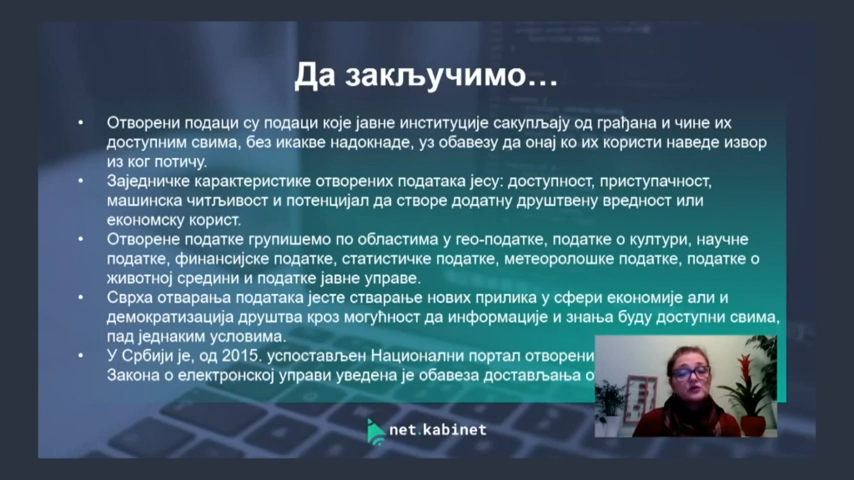 Да закључимо...
• Отворени подаци су подаци које јавне институције сакупљају од грађана и чине их
доступним свима, без икакве надокнаде, уз обавезу да онај ко их користи наведе извор
из ког потичу.
• Заједничке карактеристике отворених података јесу: доступност, приступачност,
машинска читљивост и потенцијал да створе додатну друштвену вредност или
економску корист.
• Отворене податке групишемо по областима у гео-податке, податке о култури, научне
податке, финансијске податке, статистичке податке, метеоролошке податке, податке о
животној средини и податке јавне управе.
• Сврха отварања података јесте стварање нових прилика у сфери економије али и
демократизација друштва кроз могућност да информације и знања буду доступни свима,
пад једнаким условима.
• У Србији је, од 2015. успостављен Национални портал
Закона о електронској управи уведена је обавеза достављања
net.kabinet